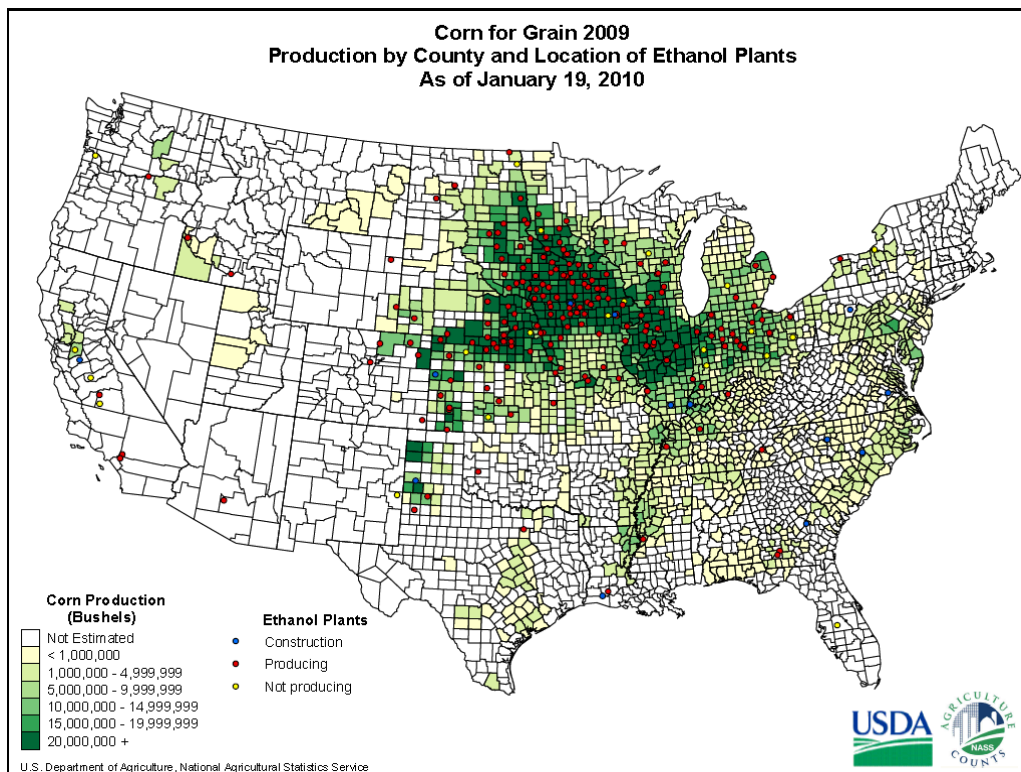 Corn for Grain 2009
Production by County and Location of Ethanol Plants
As of January 19, 2010
Corn Production
(Bushels)
Not Estimated
< 1,000,000
1,000,000 - 4,999,999
5,000,000 - 9,999,999
10,000,000 - 14,999,999
15,000,000 - 19,999,999
20,000,000 +
Ethanol Plants
Construction
Producing
Not producing
U.S. Department of Agriculture, National Agricultural Statistics Service
USDA
AGRICULTURE
NASS
COUNTS